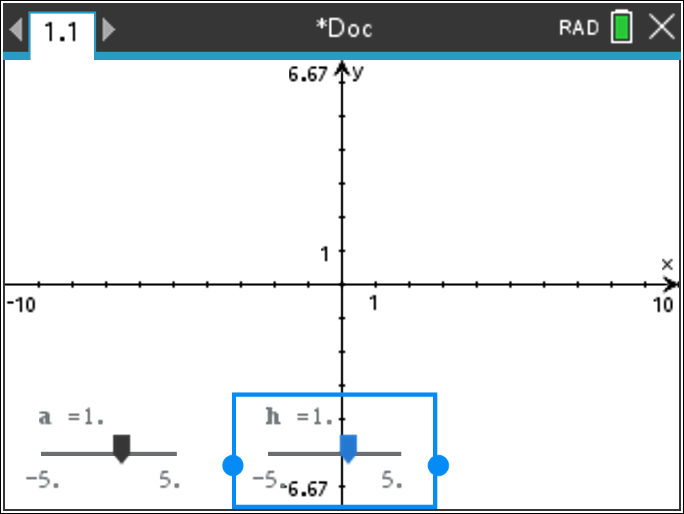 1.1 *Doc RAD
6.67 y
1 x
-10 1 10
a =1. h =1.
-5. 5. -5. 5.
-6.67